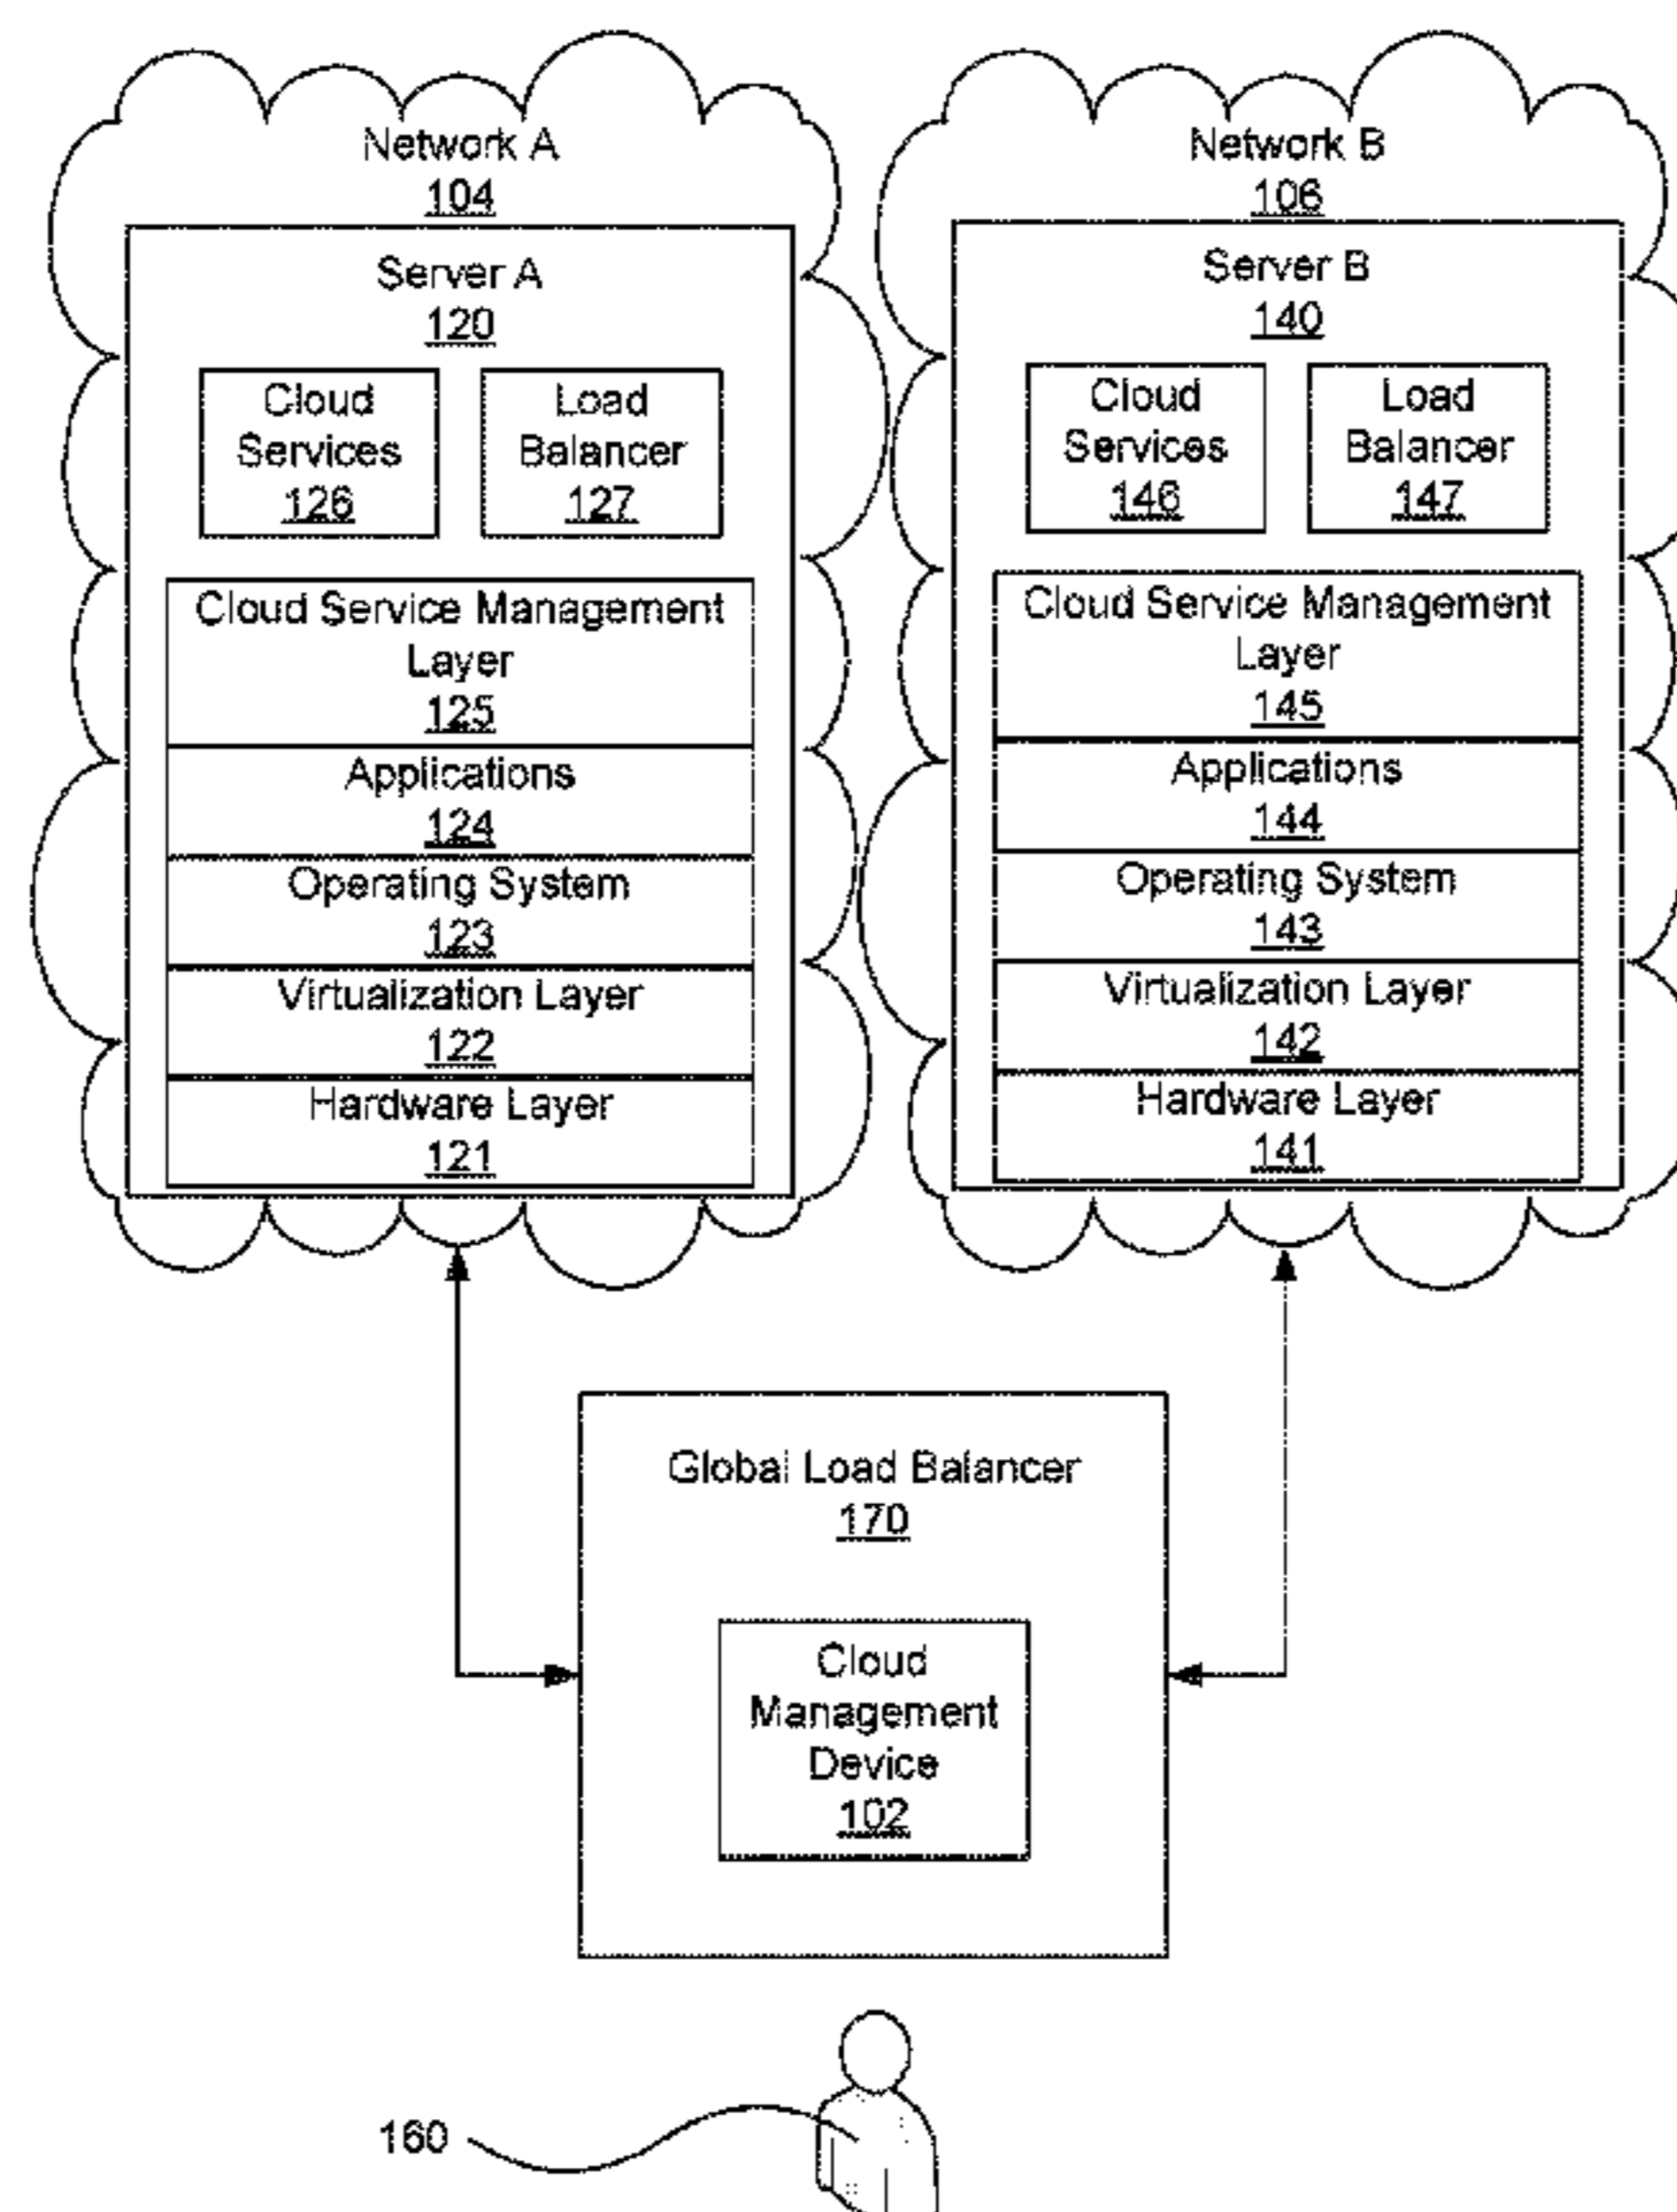 Network A
104
Server A
120
Cloud
Services
126
Load
Balancer
127
Cloud Service Management
Layer
125
Applications
124
Operating System
123
Virtualization Layer
122
Hardware Layer
121
Network B
106
Server B
140
Cloud
Services
146
Load
Balancer
147
Cloud Service Management
Layer
145
Applications
144
Operating System
143
Virtualization Layer
142
Hardware Layer
141
Global Load Balancer
170
Cloud
Management
Device
102
160